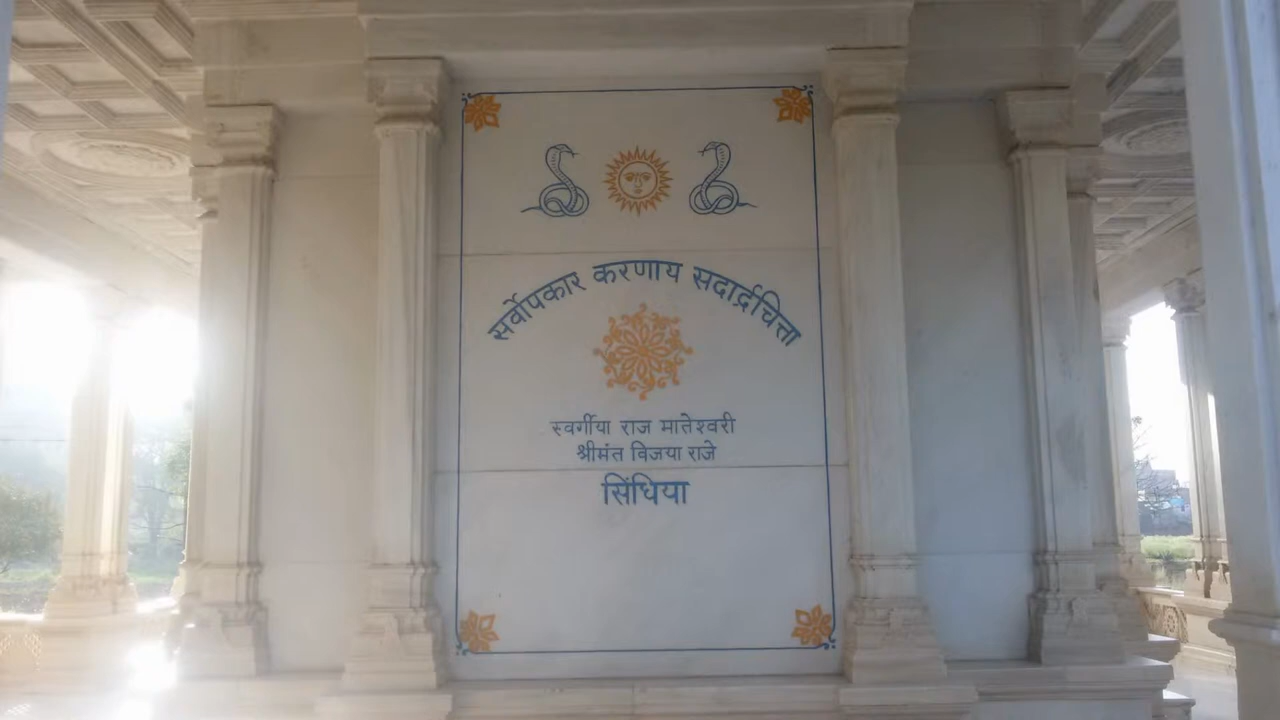 सर्वोपकार करणाय सदार्द्रचित्ता
स्वर्गीया राज मातेश्वरी
श्रीमंत विजया राजे
सिंधिया